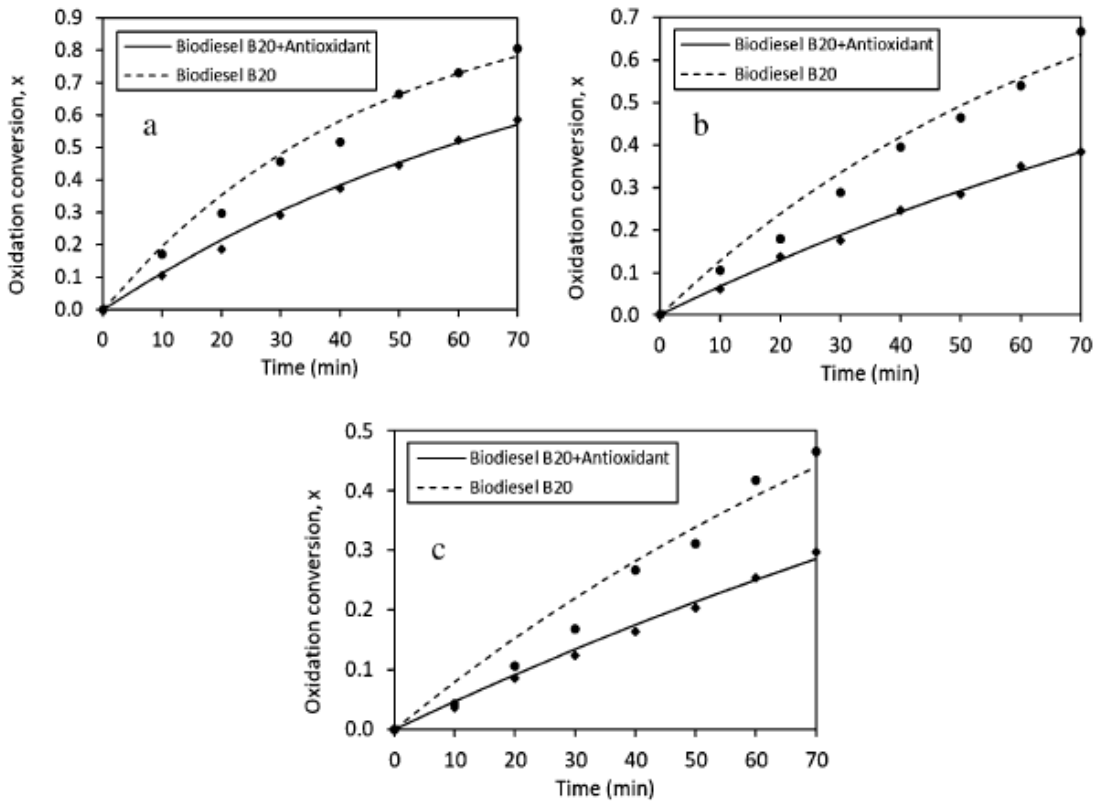 0.9
0.8
0.7
0.6
0.5
0.4
0.3
0.2
0.1
0.0
Oxidation conversion, x
Biodiesel B20+Antioxidant
Biodiesel B20
a
0 10 20 30 40 50 60 70
Time (min)
0.7
0.6
0.5
0.4
0.3
0.2
0.1
0.0
Oxidation conversion, x
Biodiesel B20+Antioxidant
Biodiesel B20
b
0 10 20 30 40 50 60 70
Time (min)
0.5
0.4
0.3
0.2
0.1
0.0
Oxidation conversion, x
Biodiesel B20+Antioxidant
Biodiesel B20
c
0 10 20 30 40 50 60 70
Time (min)